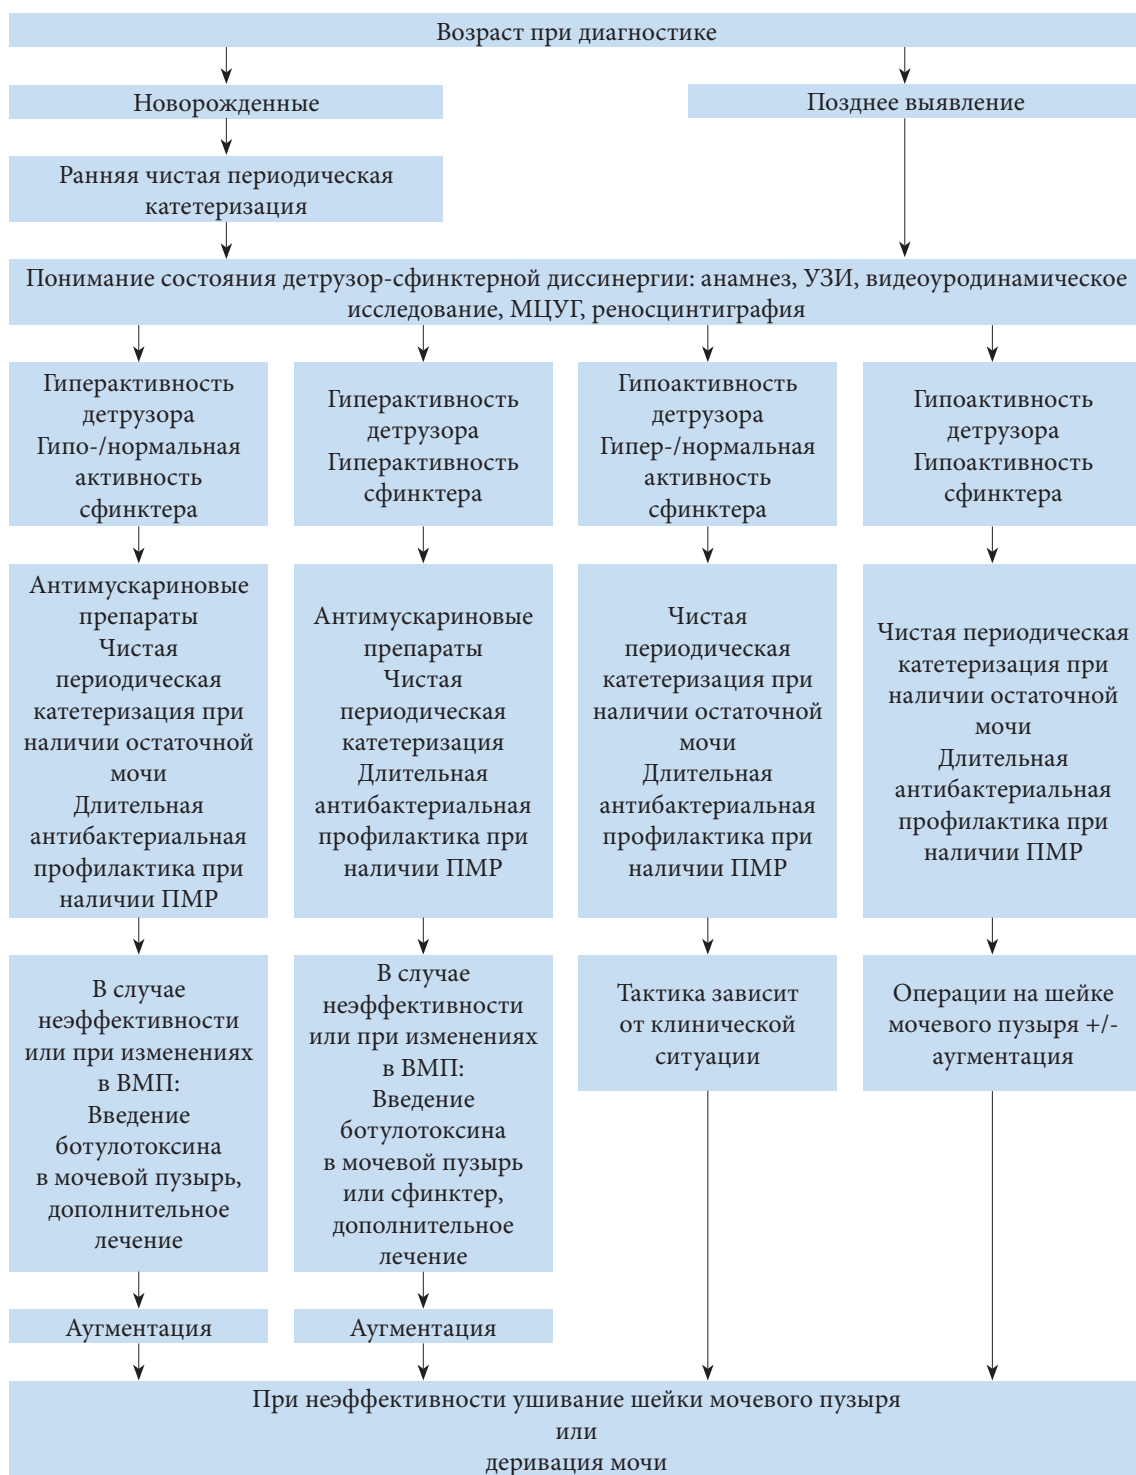 Возраст при диагностике
Новорожденные
Позднее выявление
Ранняя чистая периодическая
катетеризация
Понимание состояния детрузор-сфинктерной диссинергии: анамнез, УЗИ, видеоуродинамическое
исследование, МЦУГ, реносцинтиграфия
Гиперактивность
детрузора
Гипо-/нормальная
активность
сфинктера
Гиперактивность
детрузора
Гиперактивность
сфинктера
Гипоактивность
детрузора
Гипер-/нормальная
активность
сфинктера
Гипоактивность
детрузора
Гипоактивность
сфинктера
Антимускариновые
препараты
Чистая
периодическая
катетеризация при
наличии остаточной
мочи
Длительная
антибактериальная
профилактика при
наличии ПМР
Антимускариновые
препараты
Чистая
периодическая
катетеризация
Длительная
антибактериальная
профилактика при
наличии ПМР
Чистая
периодическая
катетеризация при
наличии остаточной
мочи
Длительная
антибактериальная
профилактика при
наличии ПМР
Чистая периодическая
катетеризация при
наличии остаточной
мочи
Длительная
антибактериальная
профилактика при
наличии ПМР
В случае
неэффективности
или при изменениях
в ВМП:
Введение
ботулотоксина
в мочевой пузырь,
дополнительное
лечение
В случае
неэффективности
или при изменениях
в ВМП:
Введение
ботулотоксина
в мочевой пузырь
или сфинктер,
дополнительное
лечение
Тактика зависит
от клинической
ситуации
Операции на шейке
мочевого пузыря +/-
аугментация
Аугментация
Аугментация
При неэффективности ушивание шейки мочевого пузыря
или
деривация мочи